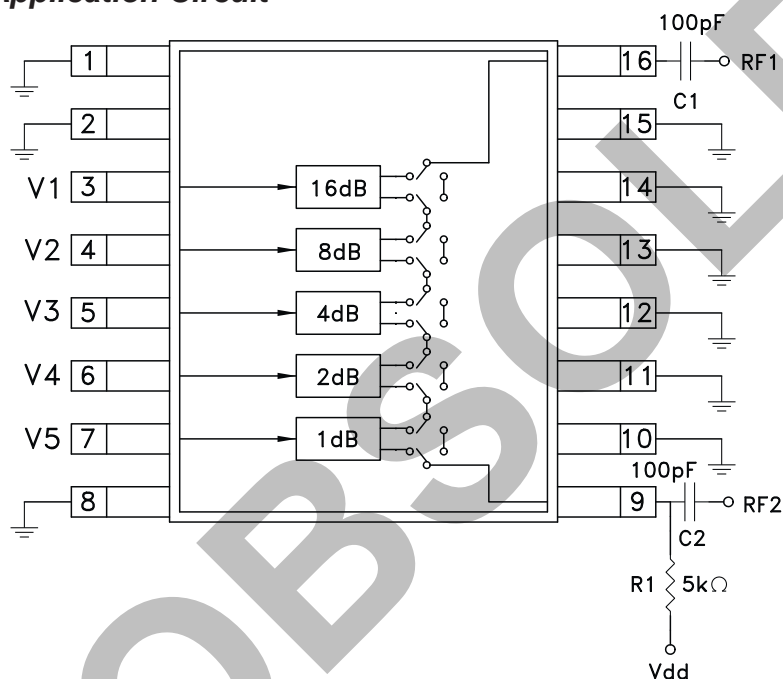 Application Circuit
100pF
1
16
RF1
C1
2
15
V1
3
16dB
14
V2
4
8dB
13
V3
5
4dB
12
V4
6
2dB
11
V5
7
1dB
10
100pF
8
9
RF2
C2
R1
5kΩ
Vdd
OBSOLE